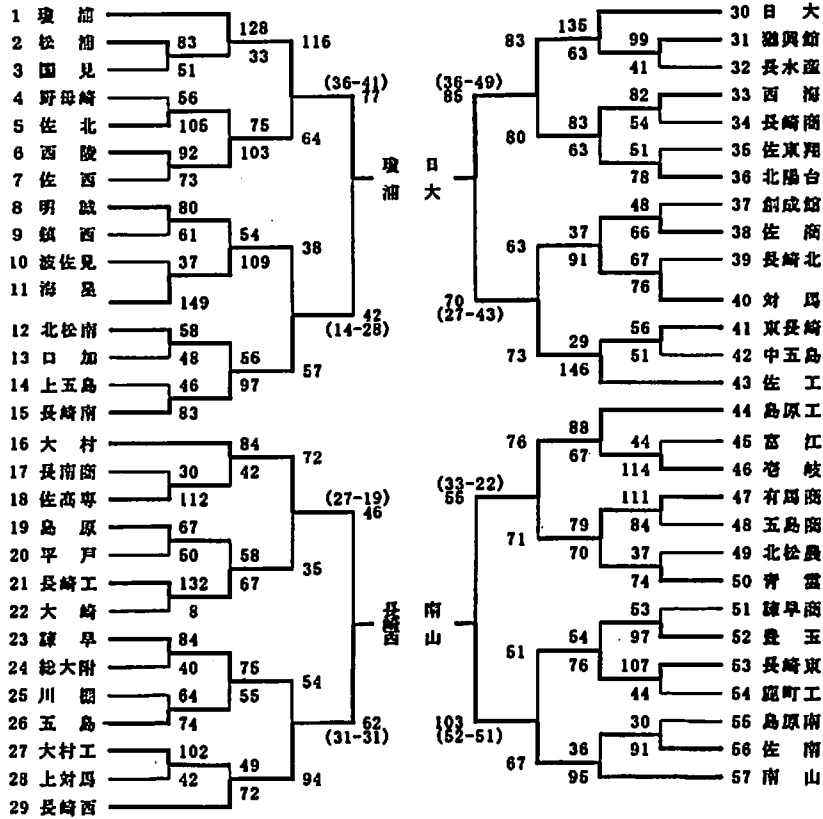 1 瓊浦
128
2 松浦 83
33
116
3 国見 51
(36-41)
77
4 野母崎 56
5 佐北 105
75
64
6 西陵 92
103
7 佐西 73
瓊浦
8 明誠 80
9 鎮西 61
54
38
10 波佐見 37
109
11 海星 149
42
(14-28)
12 北松南 58
13 口加 48
56
57
14 上五島 46
97
15 長崎南 83
16 大村
84
72
17 長南商 30
42
18 佐高専 112
(27-19)
46
19 島原 67
20 平戸 50
58
35
21 長崎工 132
67
22 大崎 8
長崎西
23 諫早 84
24 総大附 40
75
54
25 川棚 64
55
26 五島 74
62
(31-31)
27 大村工 102
49
94
28 上対馬 42
72
29 長崎西
30 日大
135
83
99 31 猶興館
63
41 32 長水産
(36-49)
85
82 33 西海
83
80
54 34 長崎商
63
51 35 佐東翔
78 36 北陽台
日大
48 37 創成館
37
63
66 38 佐商
91
67 39 長崎北
76 40 対馬
70
(27-43)
56 41 東長崎
29
73
51 42 中五島
146
43 佐工
44 島原工
88
76
44 45 富江
67
114 46 壱岐
(33-22)
55
111 47 有馬商
79
71
84 48 五島商
70
37 49 北松農
74 50 青雲
南山
53 51 諫早商
54
51
97 52 豊玉
76
107 53 長崎東
44 54 鹿町工
103
(52-51)
30 55 島原南
36
67
91 56 佐南
95
57 南山